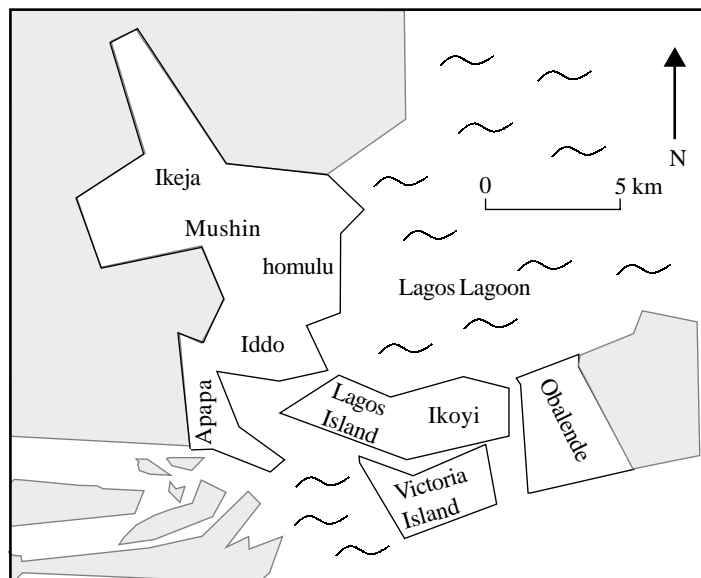 N
0 5 km
Ikeja
Mushin
homulu
Lagos Lagoon
Iddo
Apapa
Lagos
Island
Ikoyi
Obalende
Victoria
Island